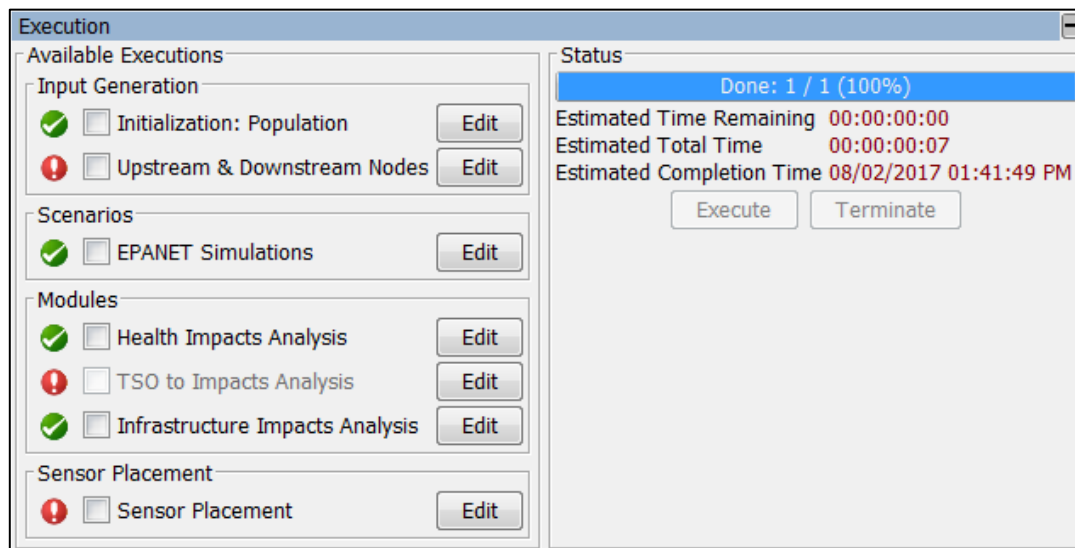 Execution
Available Executions
Input Generation
Initialization: Population Edit
Upstream & Downstream Nodes Edit
Scenarios
EPANET Simulations Edit
Modules
Health Impacts Analysis Edit
TSO to Impacts Analysis Edit
Infrastructure Impacts Analysis Edit
Sensor Placement
Sensor Placement Edit
Status
Done: 1 / 1 (100%)
Estimated Time Remaining 00:00:00:00
Estimated Total Time 00:00:00:07
Estimated Completion Time 08/02/2017 01:41:49 PM
Execute Terminate